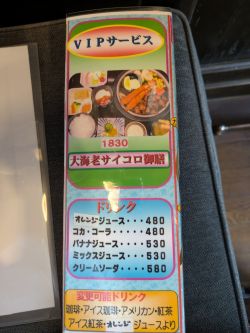 VIPサービス
1830
大海老サイコロ御膳
ドリンク
オレンジジュース・・・480
コカ・コーラ・・・・480
バナナジュース・・・530
ミックスジュース・・530
クリームソーダ・・・580
変更可能ドリンク
珈琲・アイス珈琲・アメリカン・紅茶
アイス紅茶・オレンジジュースより